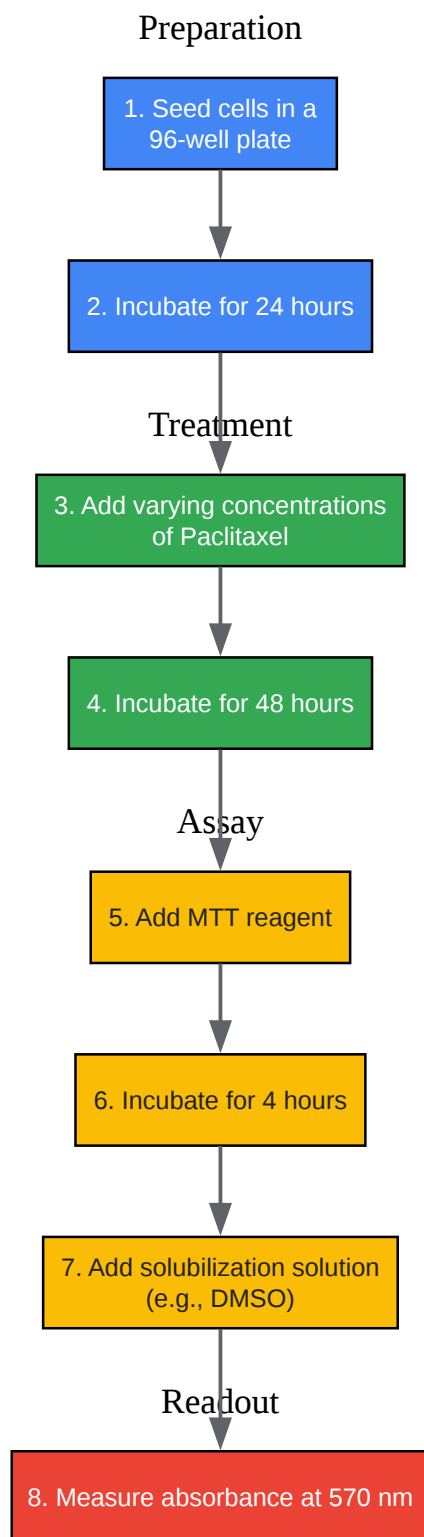 Preparation
1. Seed cells in a
96-well plate
2. Incubate for 24 hours
Treatment
3. Add varying concentrations
of Paclitaxel
4. Incubate for 48 hours
Assay
5. Add MTT reagent
6. Incubate for 4 hours
7. Add solubilization solution
(e.g., DMSO)
Readout
8. Measure absorbance at 570 nm